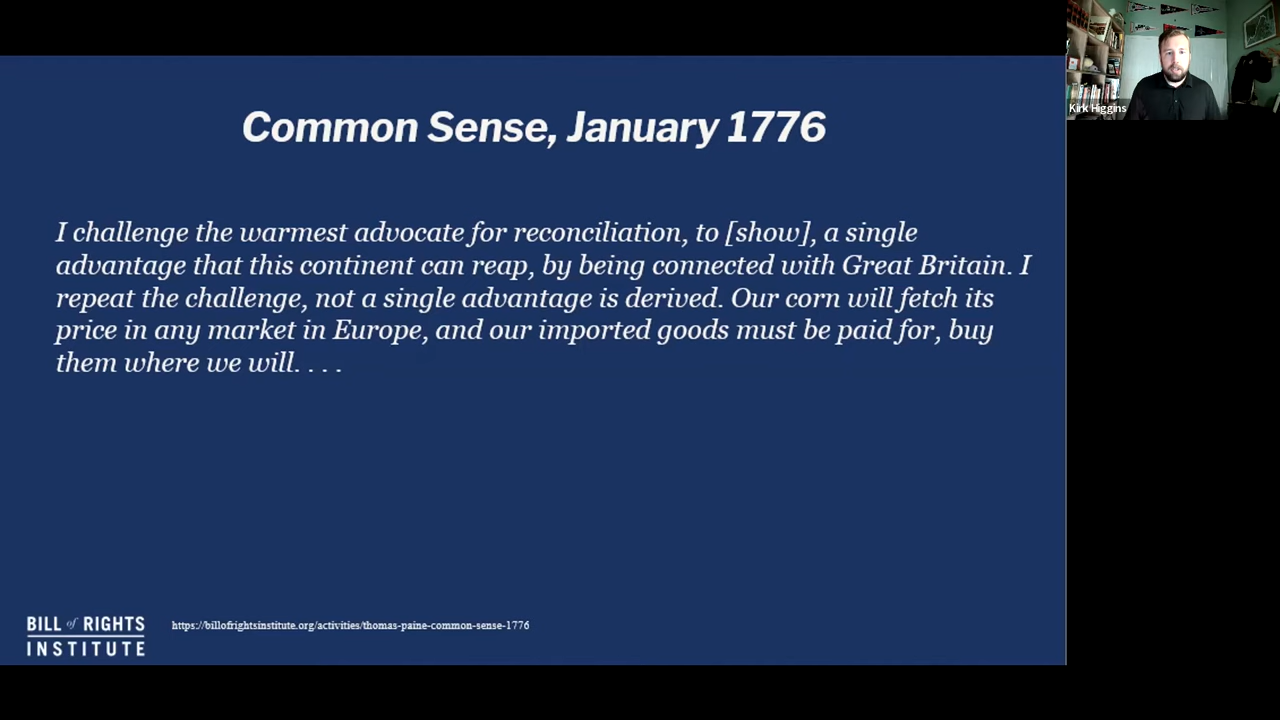 Common Sense, January 1776
I challenge the warmest advocate for reconciliation, to [show], a single
advantage that this continent can reap, by being connected with Great Britain. I
repeat the challenge, not a single advantage is derived. Our corn will fetch its
price in any market in Europe, and our imported goods must be paid for, buy
them where we will. . . .
BILL of RIGHTS
INSTITUTE
https://billofrightsinstitute.org/activities/thomas-paine-common-sense-1776
Kirk Higgins